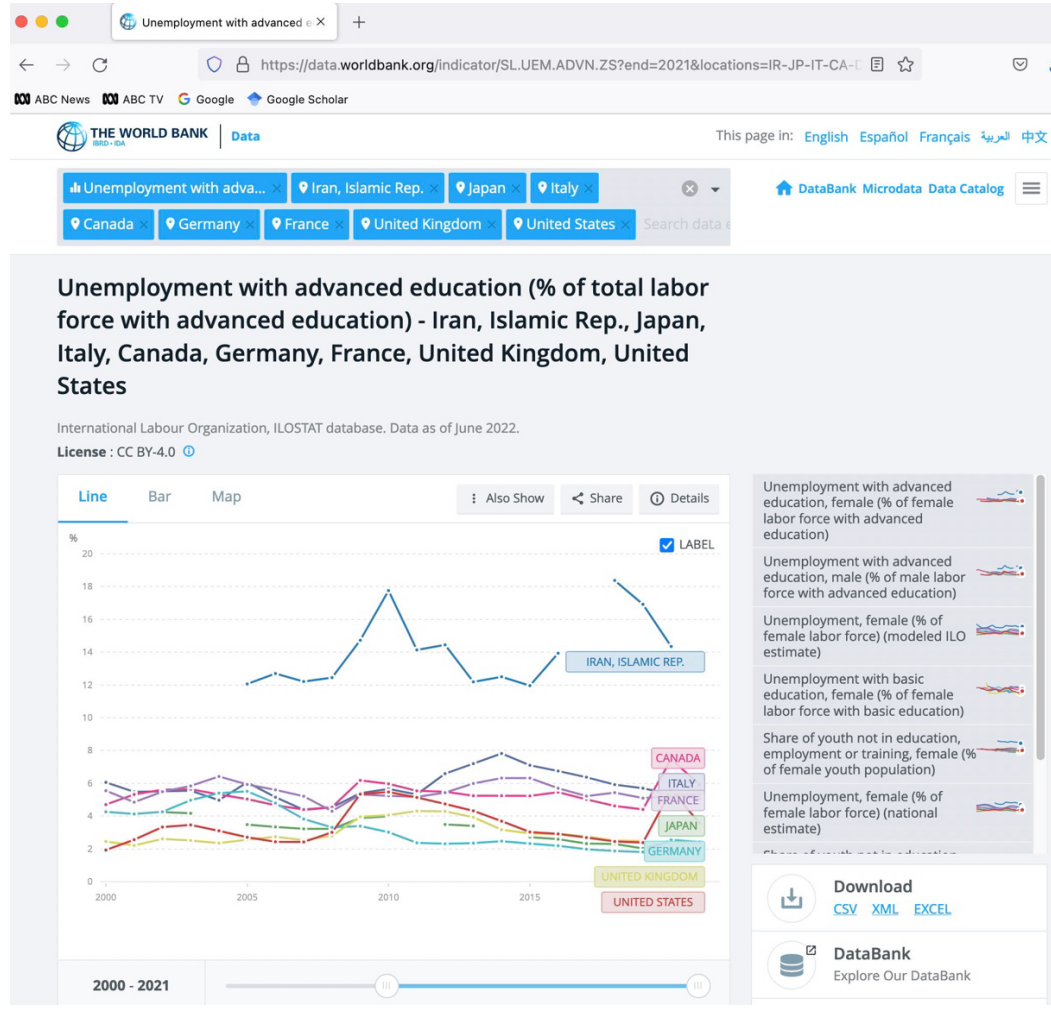 Unemployment with advanced e
https://data.worldbank.org/indicator/SL.UEM.ADVN.ZS?end=2021&locations=IR-JP-IT-CA-D
ABC News ABC TV Google Google Scholar
THE WORLD BANK Data
IBRD • IDA
This page in: English Español Français العربية 中文
Unemployment with adva... Iran, Islamic Rep. Japan Italy
Canada Germany France United Kingdom United States Search data e
DataBank Microdata Data Catalog
Unemployment with advanced education (% of total labor
force with advanced education) - Iran, Islamic Rep., Japan,
Italy, Canada, Germany, France, United Kingdom, United
States
International Labour Organization, ILOSTAT database. Data as of June 2022.
License : CC BY-4.0
Line Bar Map
Also Show Share Details
%
LABEL
20
18
16
14
12
10
8
6
4
2
0
2000 2005 2010 2015
IRAN, ISLAMIC REP.
CANADA
ITALY
FRANCE
JAPAN
GERMANY
UNITED KINGDOM
UNITED STATES
2000 - 2021
Unemployment with advanced
education, female (% of female
labor force with advanced
education)
Unemployment with advanced
education, male (% of male labor
force with advanced education)
Unemployment, female (% of
female labor force) (modeled ILO
estimate)
Unemployment with basic
education, female (% of female
labor force with basic education)
Share of youth not in education,
employment or training, female (%
of female youth population)
Unemployment, female (% of
female labor force) (national
estimate)
Share of youth not in education
Download
CSV XML EXCEL
DataBank
Explore Our DataBank